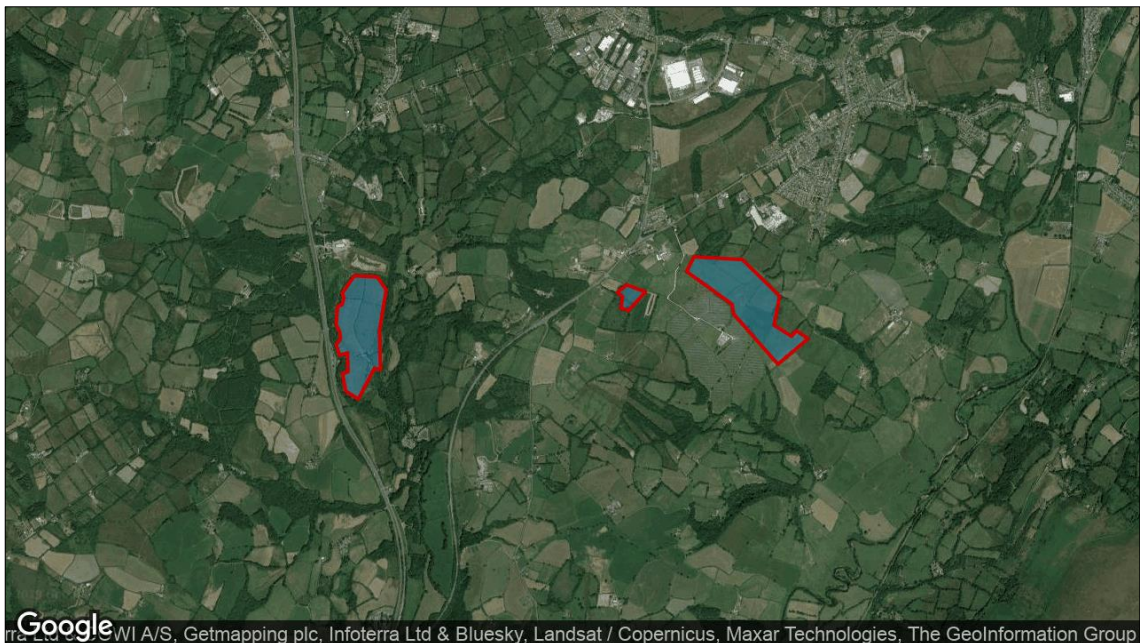 Google
WI A/S, Getmapping plc, Infoterra Ltd & Bluesky, Landsat / Copernicus, Maxar Technologies, The GeoInformation Group